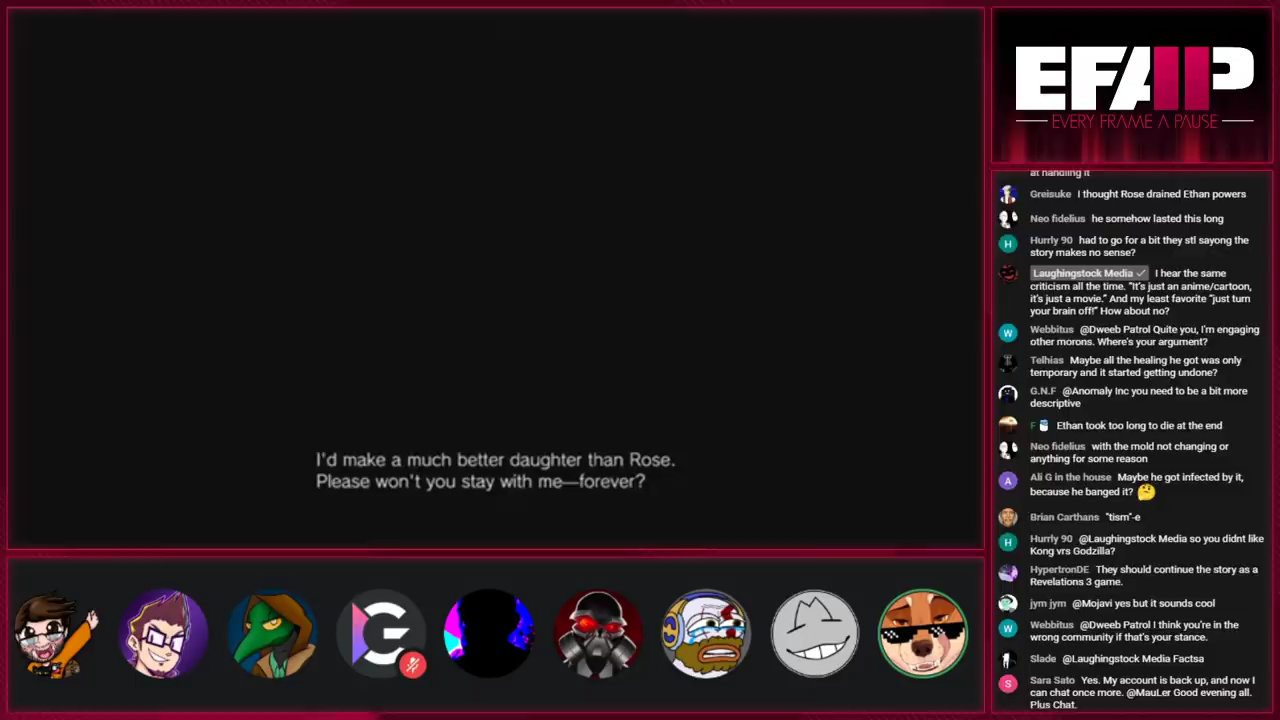 I'd make a much better daughter than Rose.
Please won't you stay with me—forever?
EFAP
EVERY FRAME A PAUSE
at handling it
Greisuke I thought Rose drained Ethan powers
Neo fidelius he somehow lasted this long
H Hurrly 90 had to go for a bit they stl sayong the
story makes no sense?
Laughingstock Media ✓ I hear the same
criticism all the time. "It's just an anime/cartoon,
it's just a movie." And my least favorite "just turn
your brain off!" How about no?
W Webbitus @Dweeb Patrol Quite you, I'm engaging
other morons. Where's your argument?
Telhias Maybe all the healing he got was only
temporary and it started getting undone?
G.N.F @Anomaly Inc you need to be a bit more
descriptive
F Ethan took too long to die at the end
Neo fidelius with the mold not changing or
anything for some reason
A Ali G in the house Maybe he got infected by it,
because he banged it? 🤔
Brian Carthans "tism"-e
H Hurrly 90 @Laughingstock Media so you didnt like
Kong vrs Godzilla?
HypertronDE They should continue the story as a
Revelations 3 game.
jym jym @Mojavi yes but it sounds cool
W Webbitus @Dweeb Patrol I think you're in the
wrong community if that's your stance.
Slade @Laughingstock Media Factsa
S Sara Sato Yes. My account is back up, and now I
can chat once more. @MauLer Good evening all.
Plus Chat.